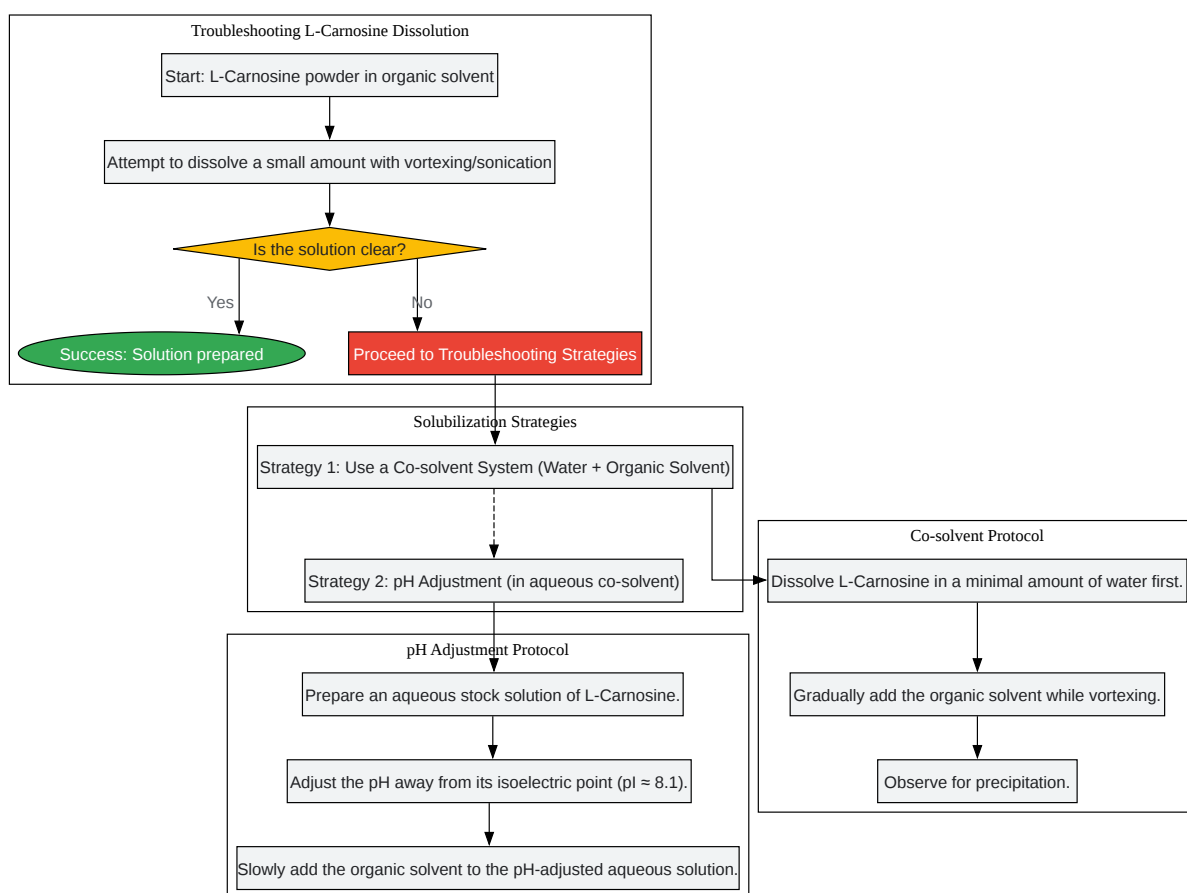 Troubleshooting L-Carnosine Dissolution
Start: L-Carnosine powder in organic solvent
Attempt to dissolve a small amount with vortexing/sonication
Is the solution clear?
Yes
No
Success: Solution prepared
Proceed to Troubleshooting Strategies
Solubilization Strategies
Strategy 1: Use a Co-solvent System (Water + Organic Solvent)
Strategy 2: pH Adjustment (in aqueous co-solvent)
Co-solvent Protocol
Dissolve L-Carnosine in a minimal amount of water first.
Gradually add the organic solvent while vortexing.
Observe for precipitation.
pH Adjustment Protocol
Prepare an aqueous stock solution of L-Carnosine.
Adjust the pH away from its isoelectric point (pI ≈ 8.1).
Slowly add the organic solvent to the pH-adjusted aqueous solution.